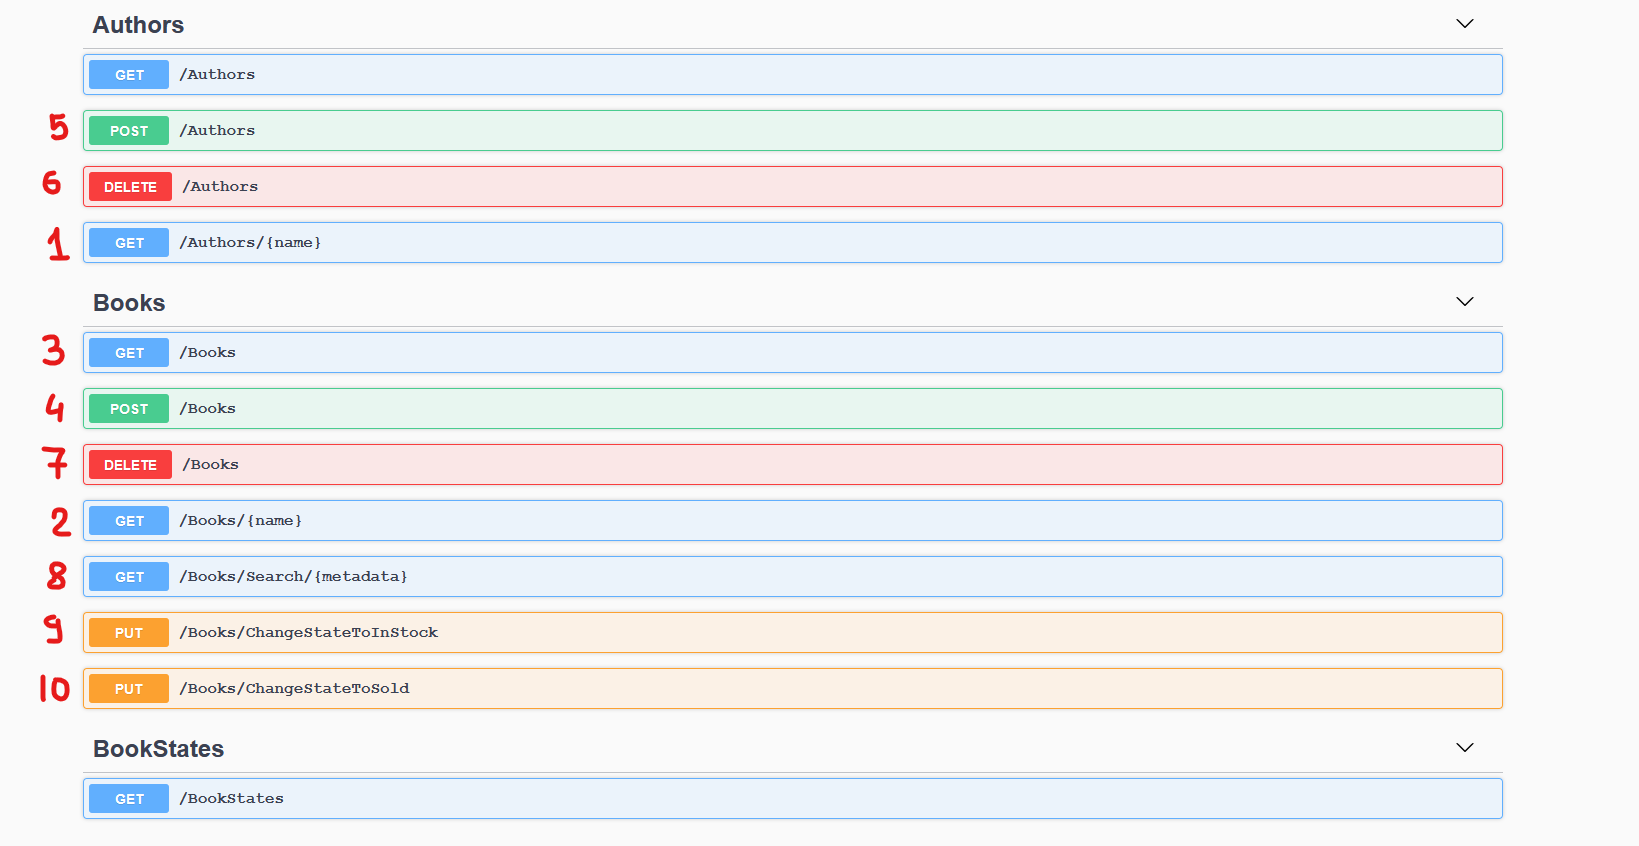 Authors
GET /Authors
5 POST /Authors
6 DELETE /Authors
1 GET /Authors/{name}
Books
3 GET /Books
4 POST /Books
7 DELETE /Books
2 GET /Books/{name}
8 GET /Books/Search/{metadata}
9 PUT /Books/ChangeStateToInStock
10 PUT /Books/ChangeStateToSold
BookStates
GET /BookStates